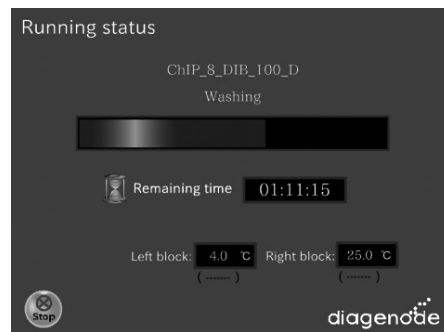 Running status
ChIP_8_DIB_100_D
Washing
Remaining time 01:11:15
Left block: 4.0 ℃ Right block: 25.0 ℃
( ------- ) ( ------- )
Stop
diagenode